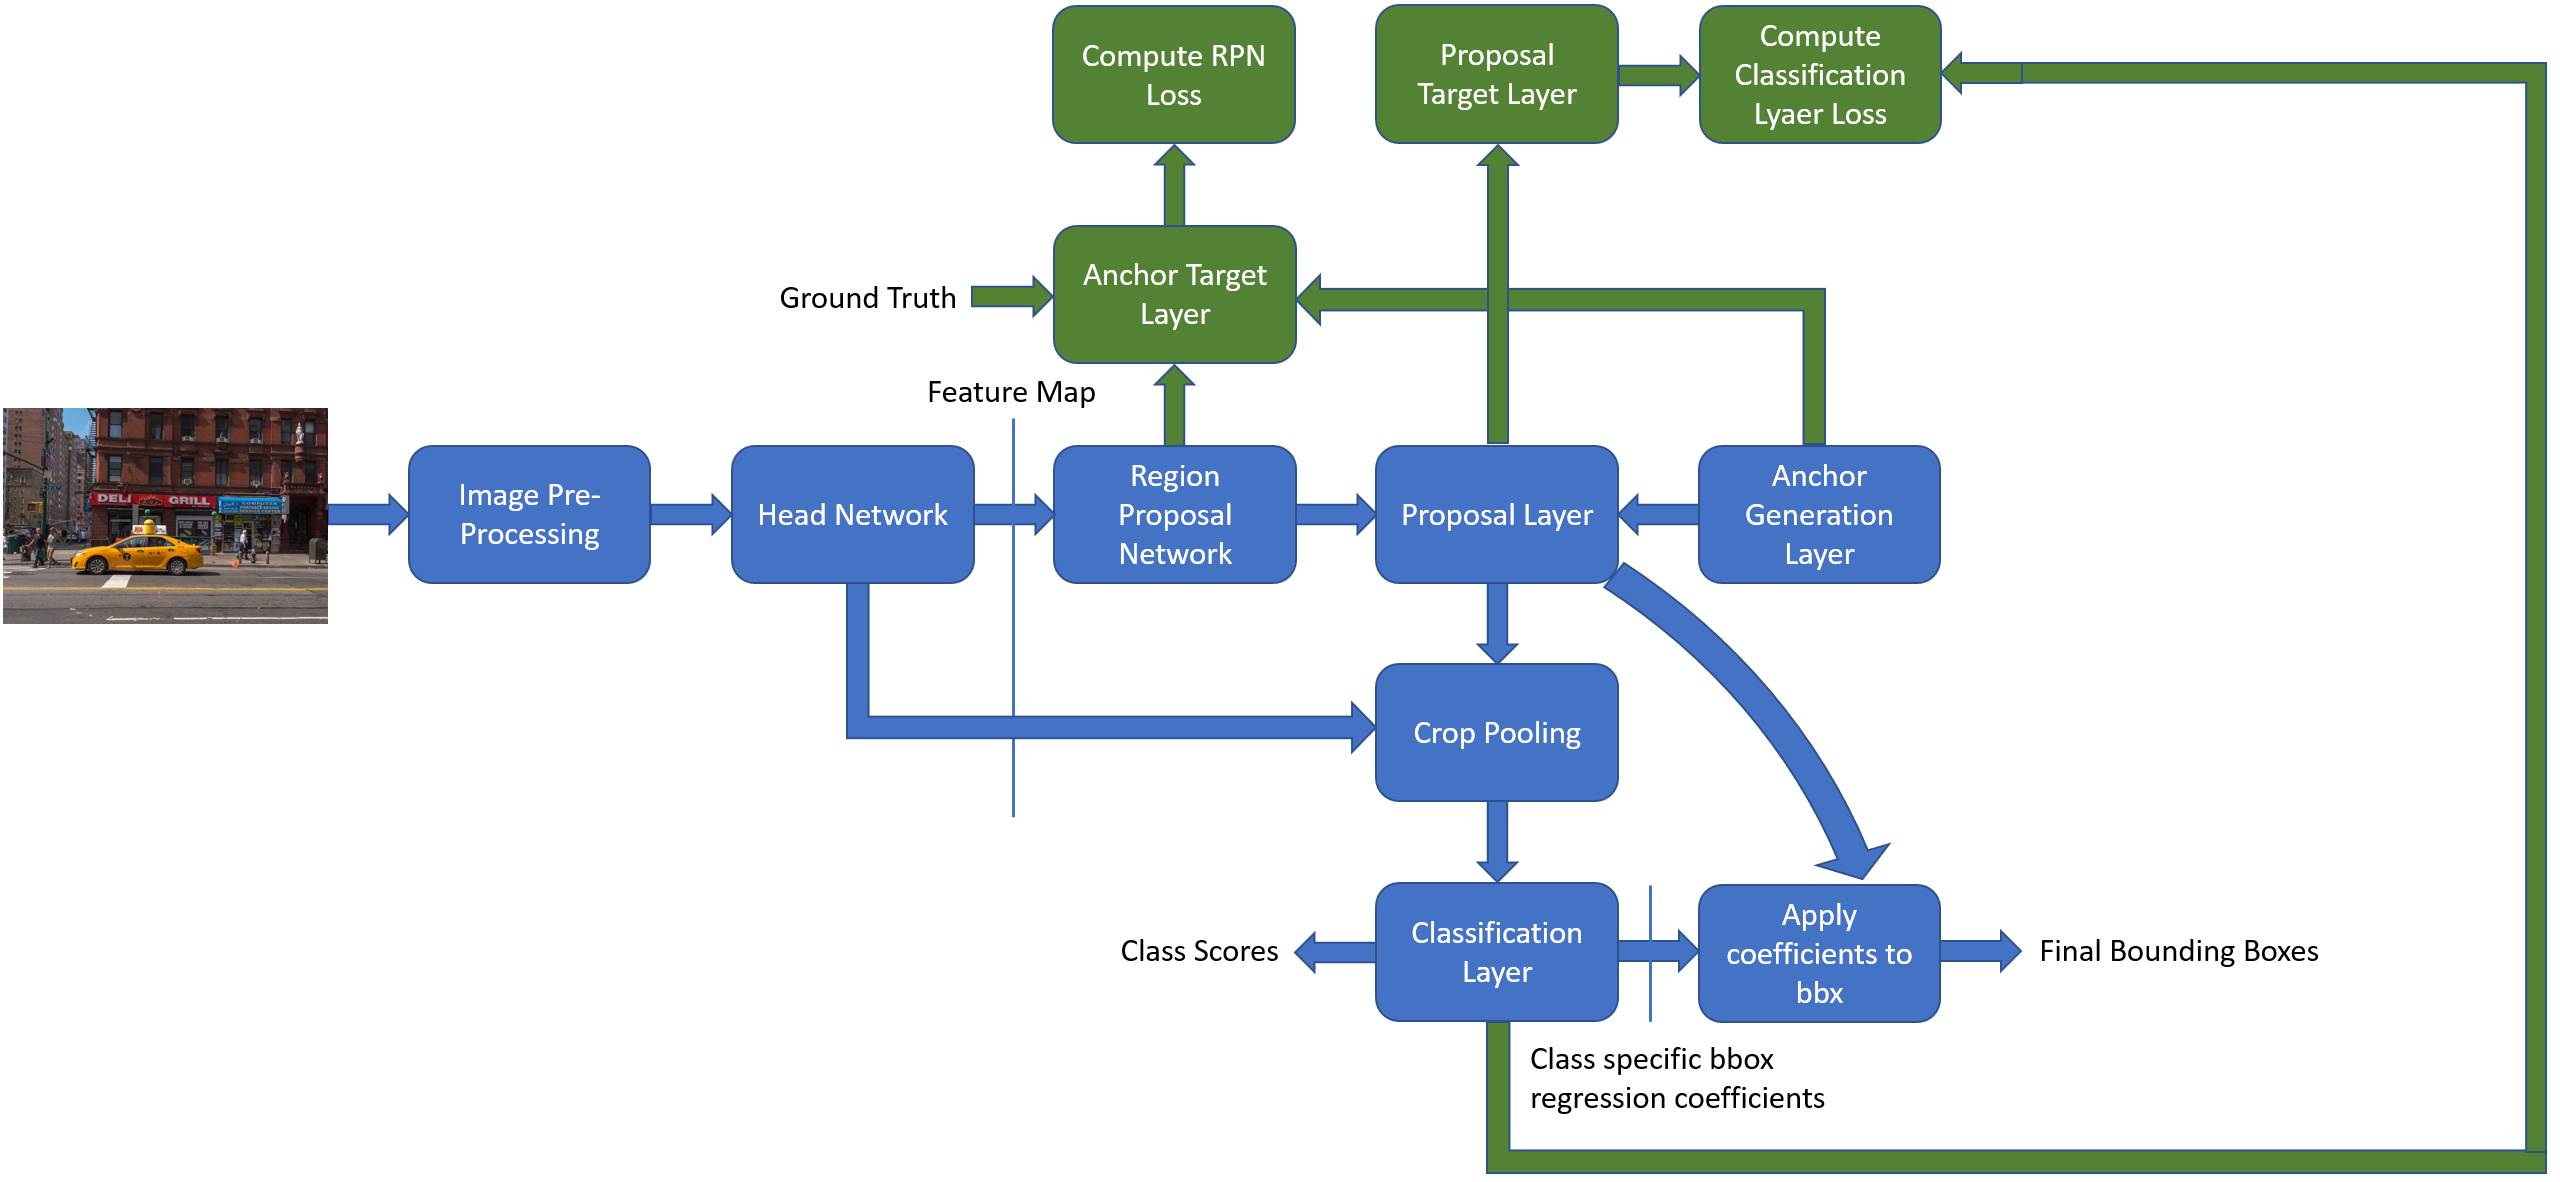 Compute RPN
Loss
Proposal
Target Layer
Compute
Classification
Lyaer Loss
Ground Truth
Anchor Target
Layer
Feature Map
DELI GRILL
COMPUTER
Image Pre-
Processing
Head Network
Region
Proposal
Network
Proposal Layer
Anchor
Generation
Layer
Crop Pooling
Class Scores
Classification
Layer
Apply
coefficients to
bbx
Final Bounding Boxes
Class specific bbox
regression coefficients